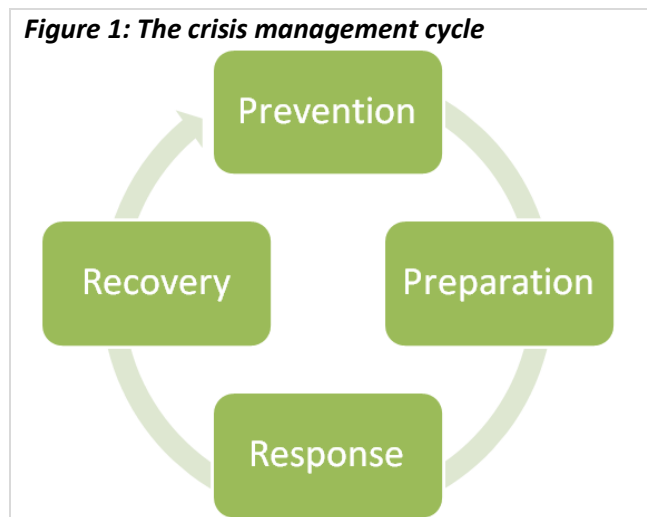 Figure 1: The crisis management cycle
Prevention
Preparation
Response
Recovery